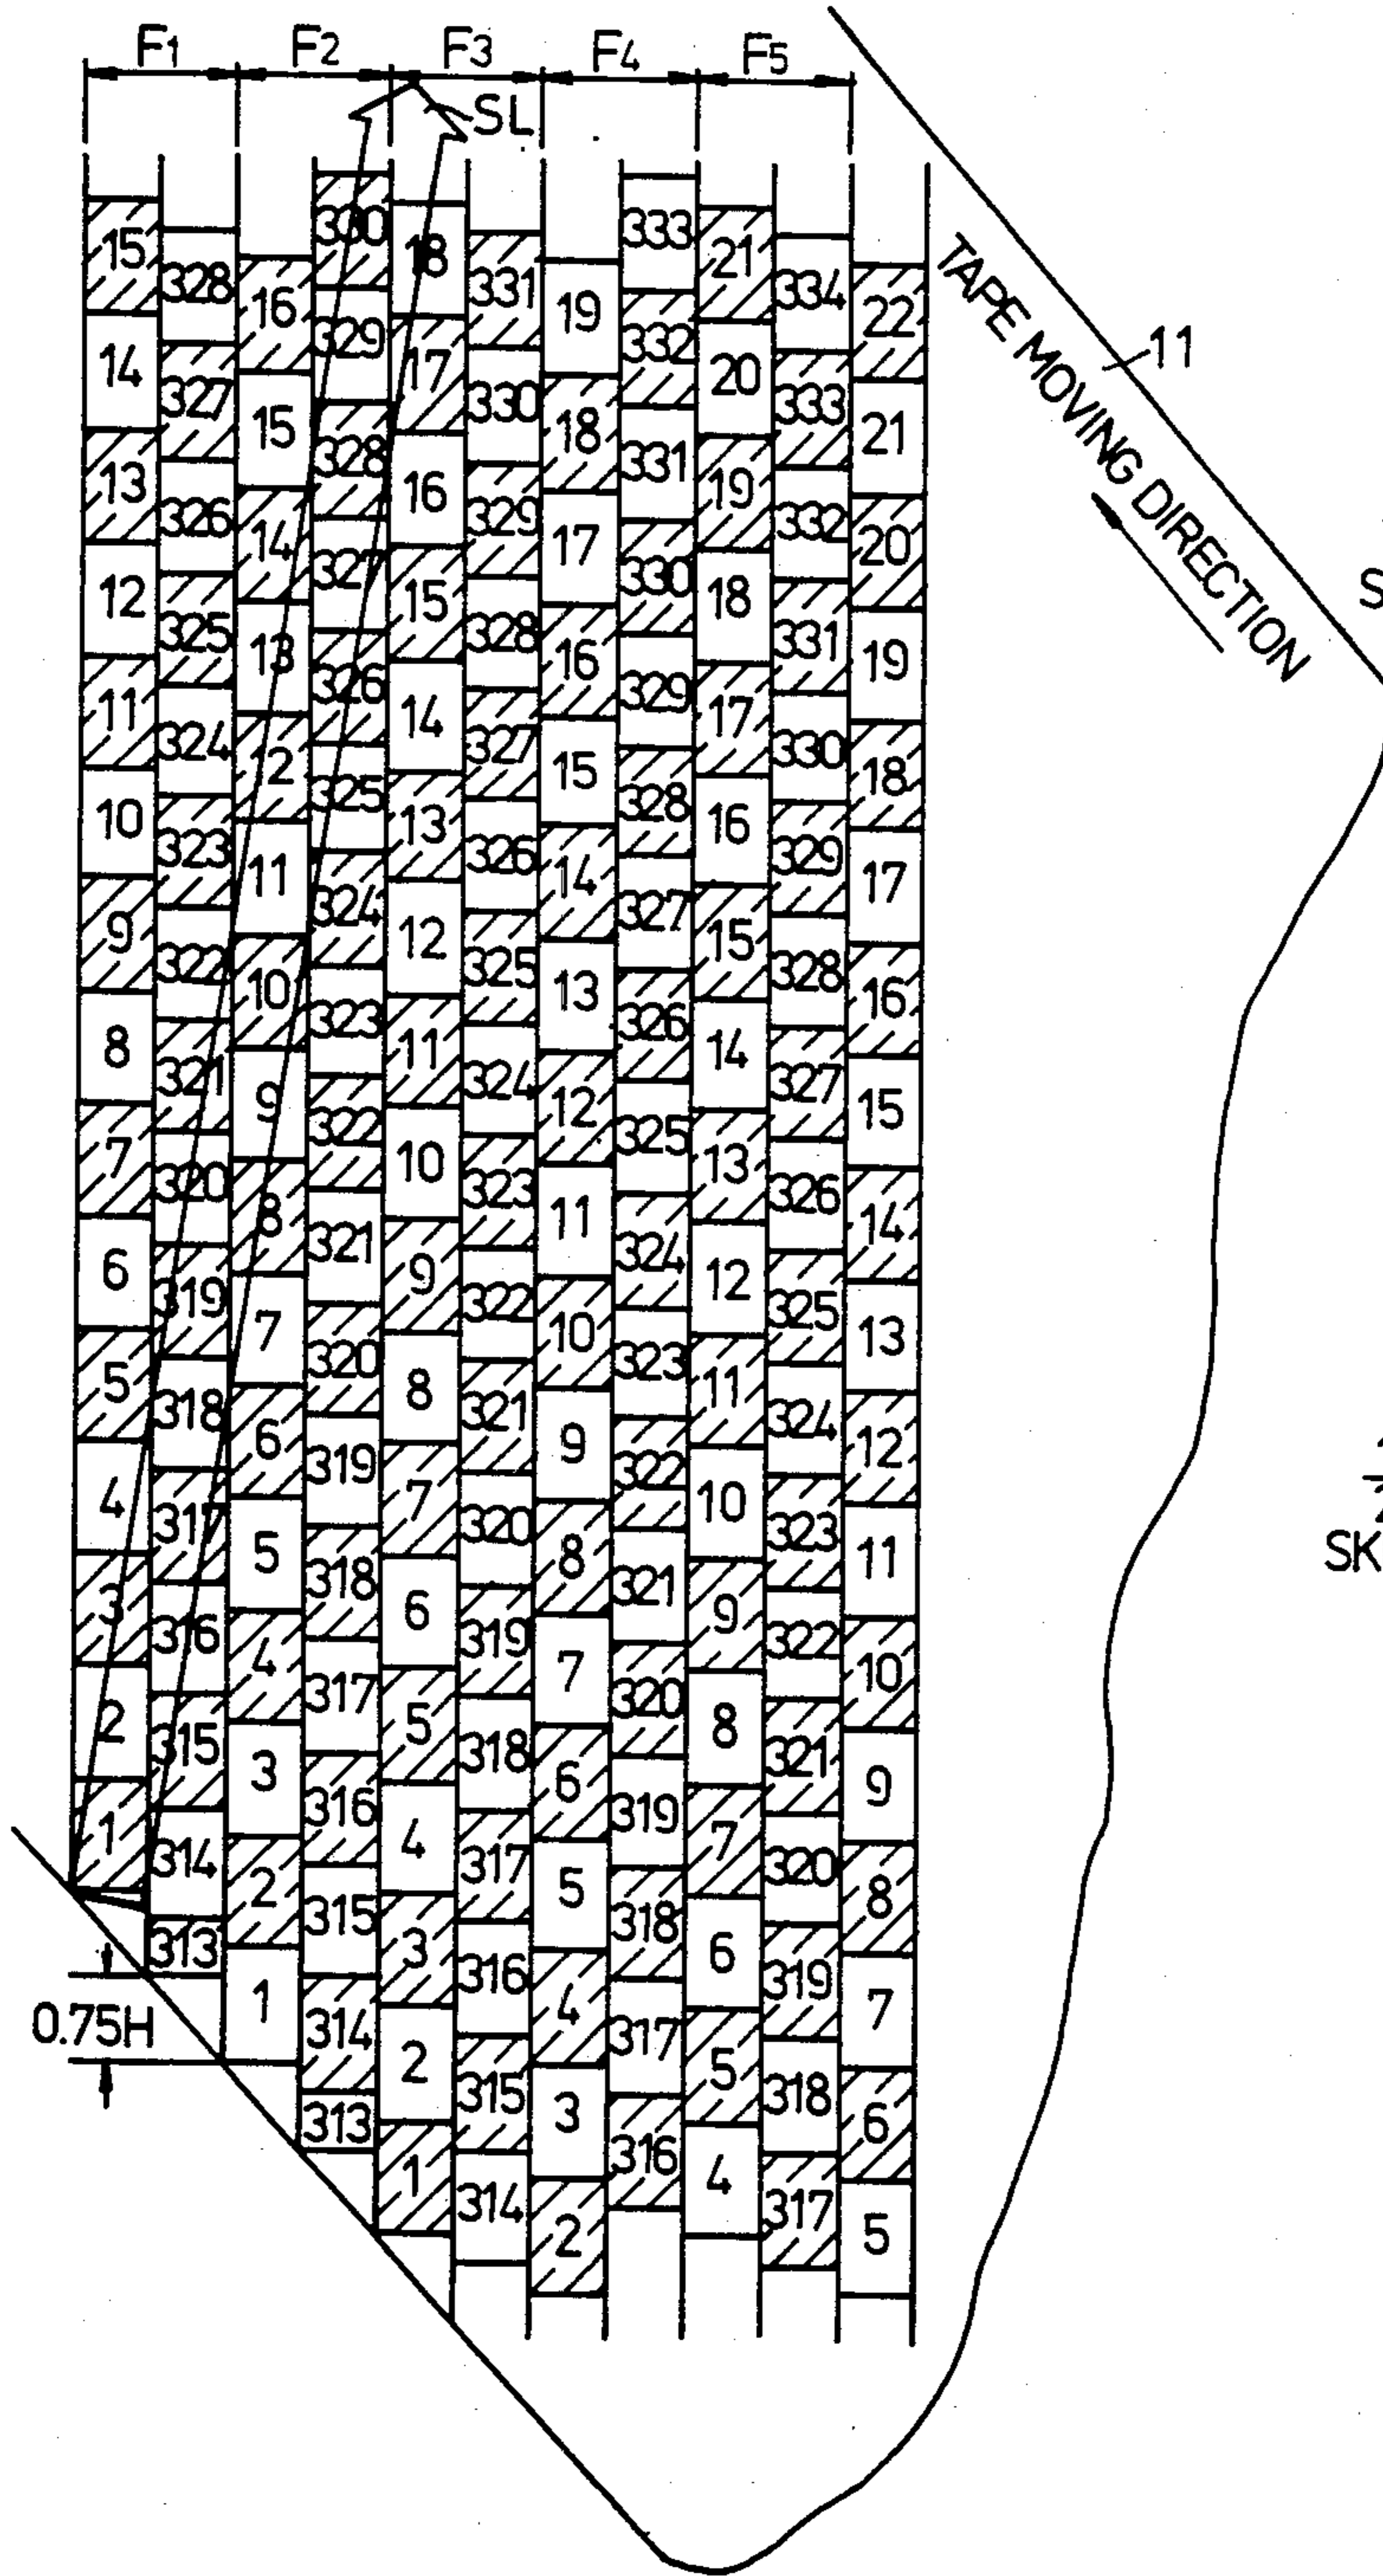 F1 F2 F3 F4 F5
SL
15 14 13 12 11 10 9 8 7 6 5 4 3 2 1
328 327 326 325 324 323 322 321 320 319 318 317 316 315 314 313
16 15 14 13 12 11 10 9 8 7 6 5 4 3 2 1
330 329 328 327 326 325 324 323 322 321 320 319 318 317 316 315 314 313
18 17 16 15 14 13 12 11 10 9 8 7 6 5 4 3 2 1
331 330 329 328 327 326 325 324 323 322 321 320 319 318 317 316 315 314
19 18 17 16 15 14 13 12 11 10 9 8 7 6 5 4 3 2
333 332 331 330 329 328 327 326 325 324 323 322 321 320 319 318 317 316
21 20 19 18 17 16 15 14 13 12 11 10 9 8 7 6 5 4
334 333 332 331 330 329 328 327 326 325 324 323 322 321 320 319 318 317
22 21 20 19 18 17 16 15 14 13 12 11 10 9 8 7 6 5
0.75H
TAPE MOVING DIRECTION
11
SK